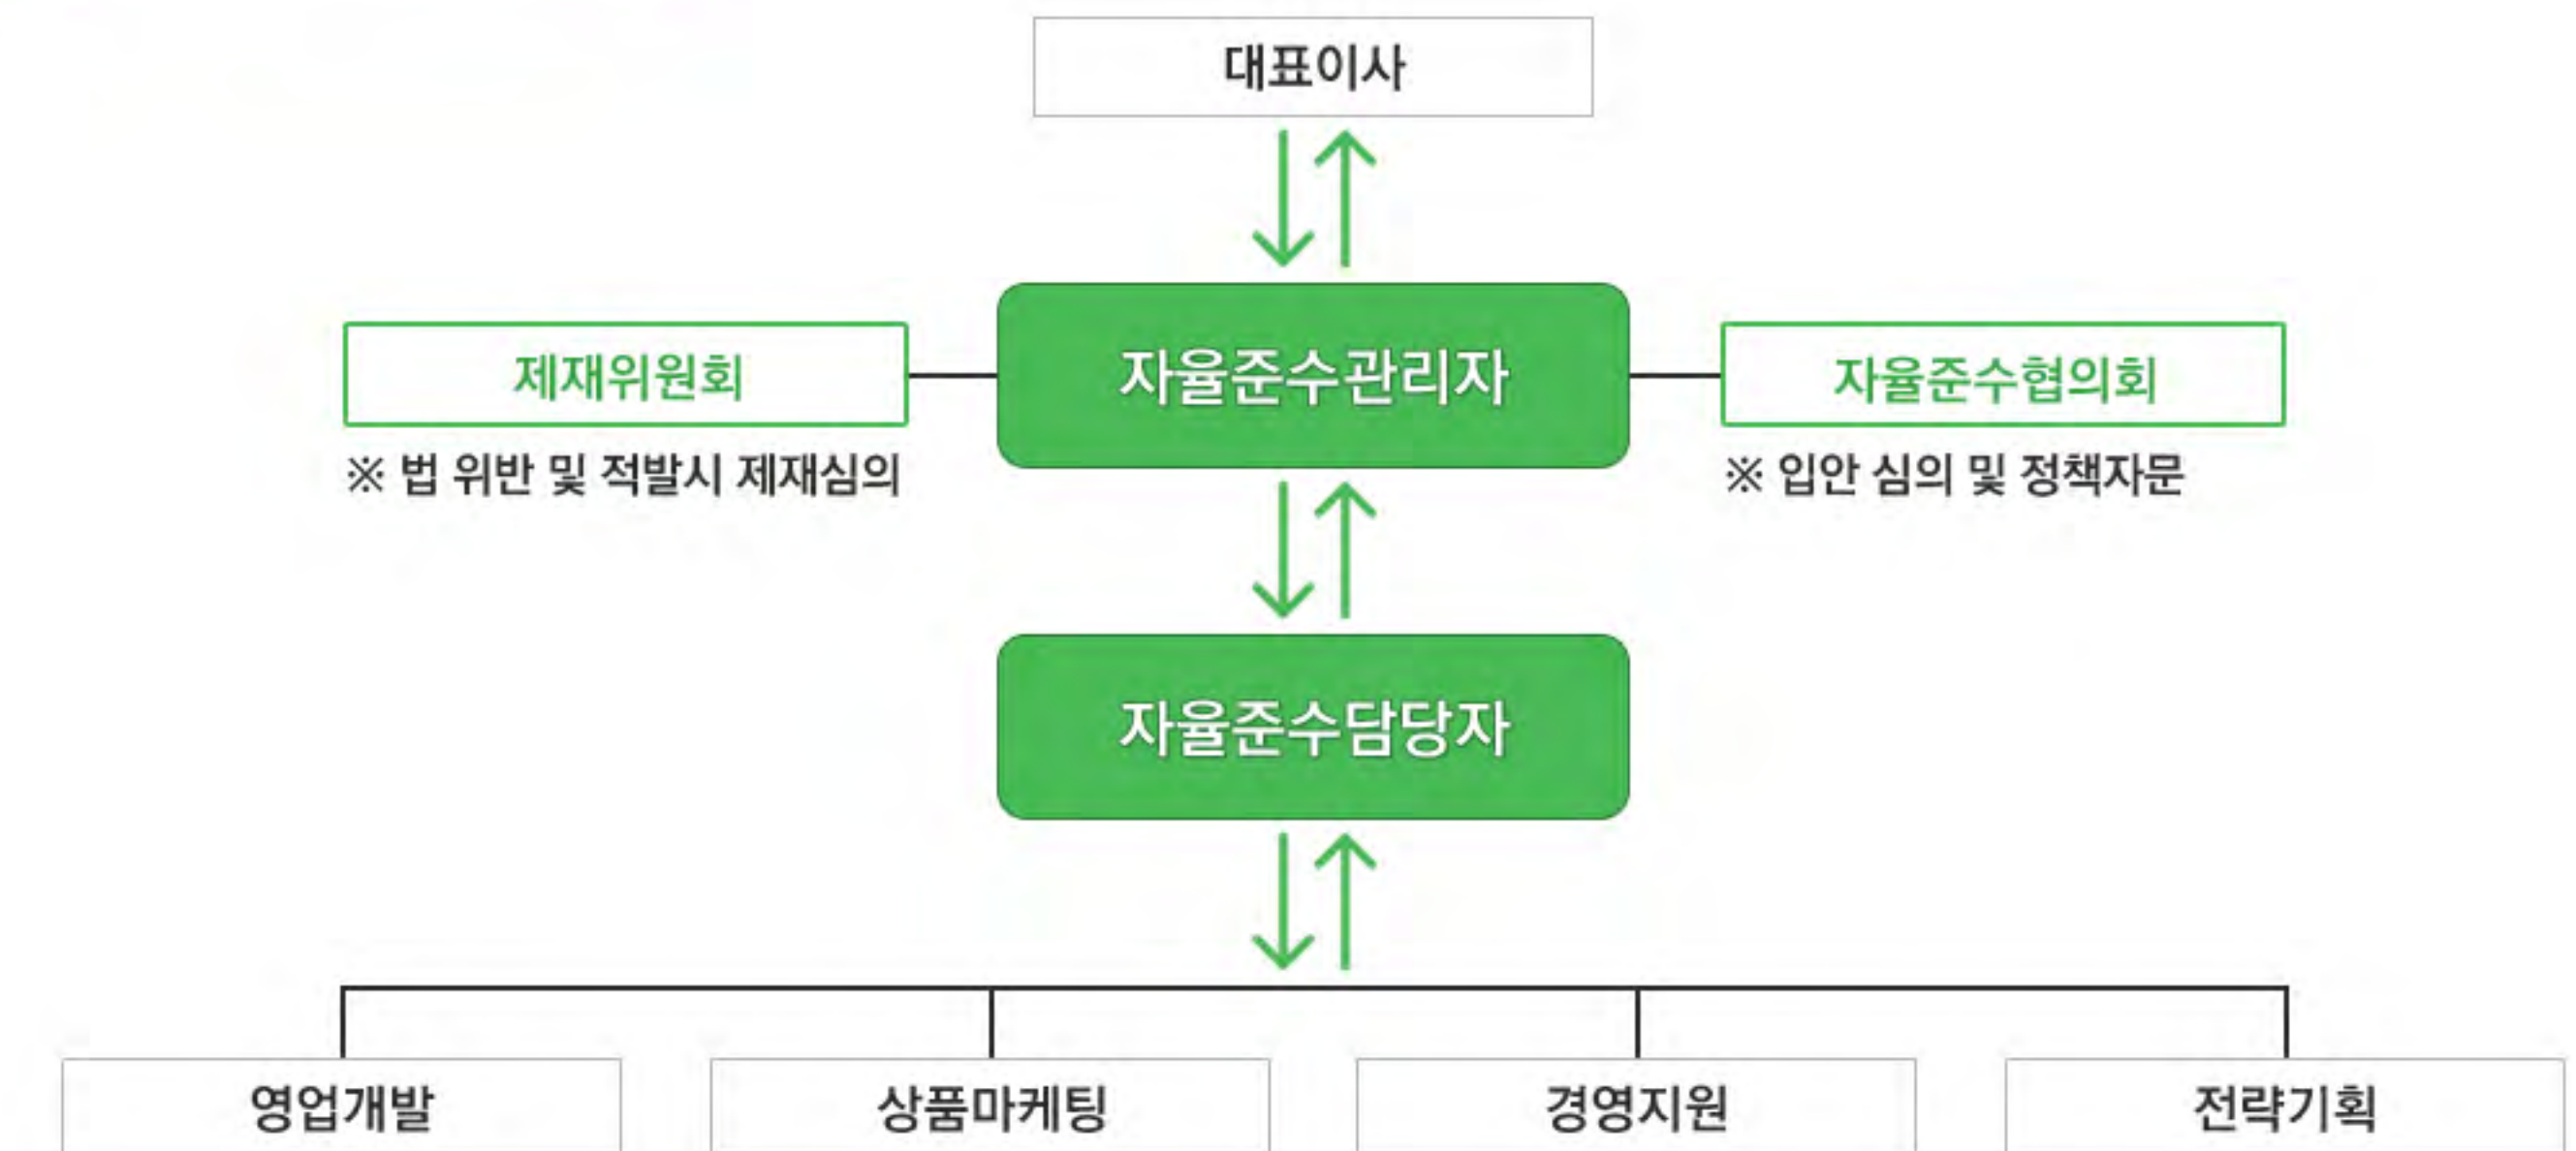 대표이사
제재위원회
자율준수관리자
자율준수협의회
※ 법 위반 및 적발시 제재심의
※ 입안 심의 및 정책자문
자율준수담당자
영업개발
상품마케팅
경영지원
전략기획